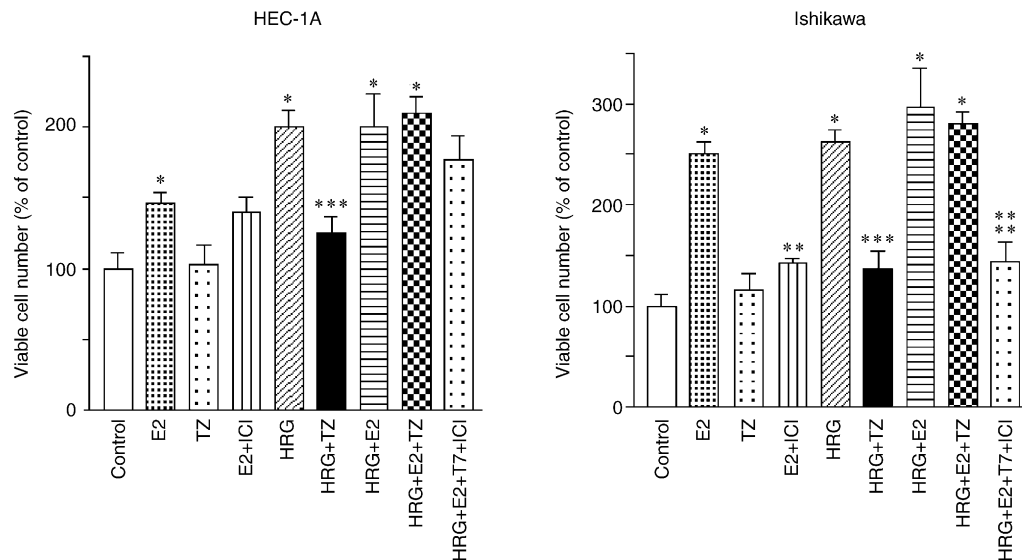 HEC-1A
Viable cell number (% of control)
200
100
0
*
*
***
*
*
Control
E2
TZ
E2+ICI
HRG
HRG+TZ
HRG+E2
HRG+E2+TZ
HRG+E2+T7+ICI
Ishikawa
Viable cell number (% of control)
300
200
100
0
*
**
*
***
*
*
**
**
Control
E2
TZ
E2+ICI
HRG
HRG+TZ
HRG+E2
HRG+E2+TZ
HRG+E2+T7+ICI